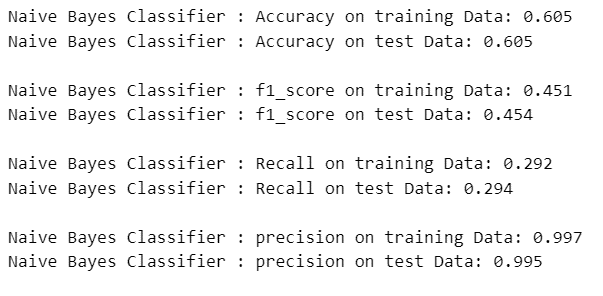 Naive Bayes Classifier : Accuracy on training Data: 0.605
Naive Bayes Classifier : Accuracy on test Data: 0.605
Naive Bayes Classifier : f1_score on training Data: 0.451
Naive Bayes Classifier : f1_score on test Data: 0.454
Naive Bayes Classifier : Recall on training Data: 0.292
Naive Bayes Classifier : Recall on test Data: 0.294
Naive Bayes Classifier : precision on training Data: 0.997
Naive Bayes Classifier : precision on test Data: 0.995